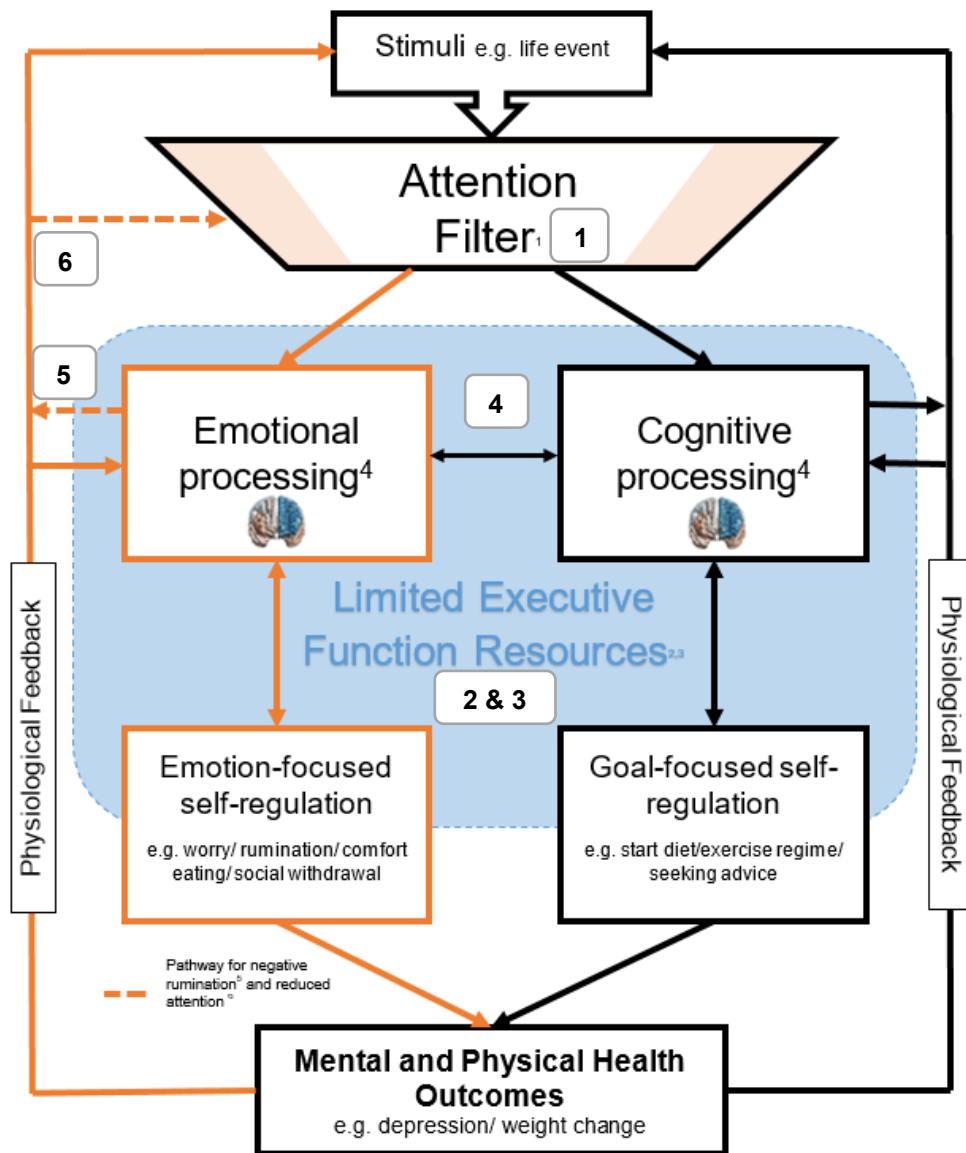 Stimuli e.g. life event
Attention
Filter1 1
6
5
4
Emotional
processing4
Cognitive
processing4
Limited Executive
Function Resources2,3
2 & 3
Physiological Feedback
Physiological Feedback
Emotion-focused
self-regulation
e.g. worry/ rumination/ comfort
eating/ social withdrawal
Goal-focused self-
regulation
e.g. start diet/exercise regime/
seeking advice
Pathway for negative
rumination5 and reduced
attention 6
Mental and Physical Health
Outcomes
e.g. depression/ weight change